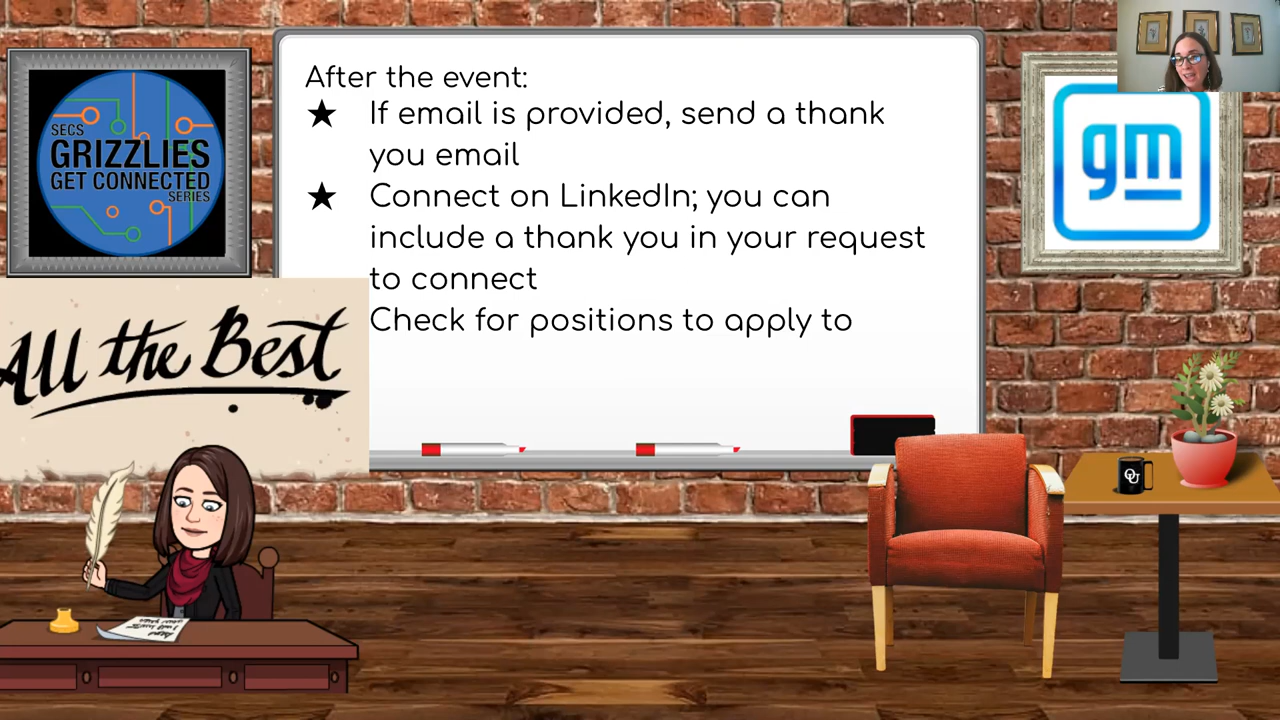 After the event:
★ If email is provided, send a thank
you email
★ Connect on LinkedIn; you can
include a thank you in your request
to connect
Check for positions to apply to
SECS
GRIZZLIES
GET CONNECTED
SERIES
gm
All the Best
OU